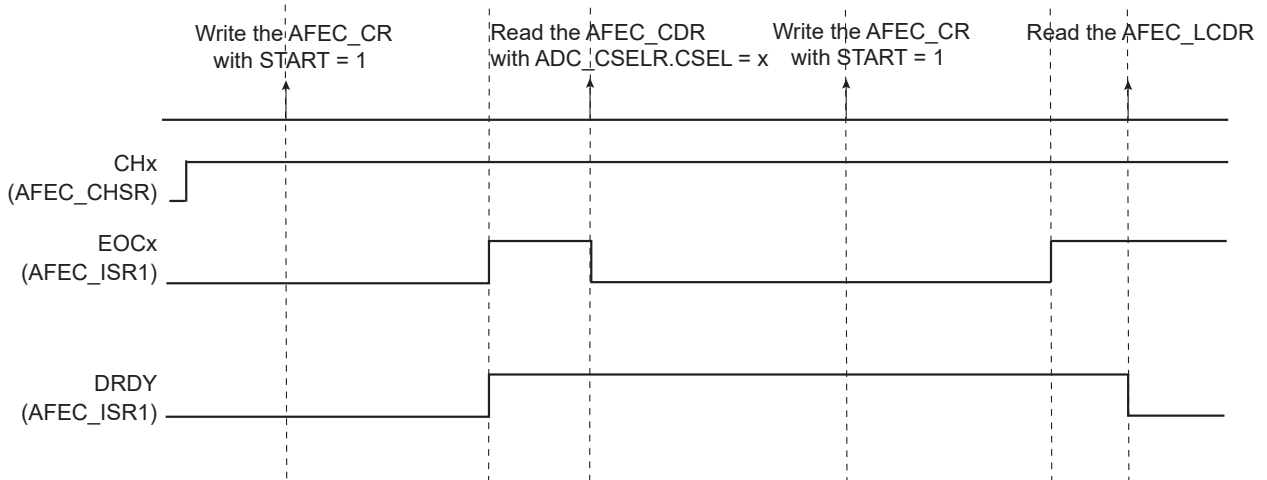 Write the AFEC_CR
with START = 1
Read the AFEC_CDR
with ADC_CSELR.CSEL = x
Write the AFEC_CR
with START = 1
Read the AFEC_LCDR
CHx
(AFEC_CHSR)
EOCx
(AFEC_ISR1)
DRDY
(AFEC_ISR1)